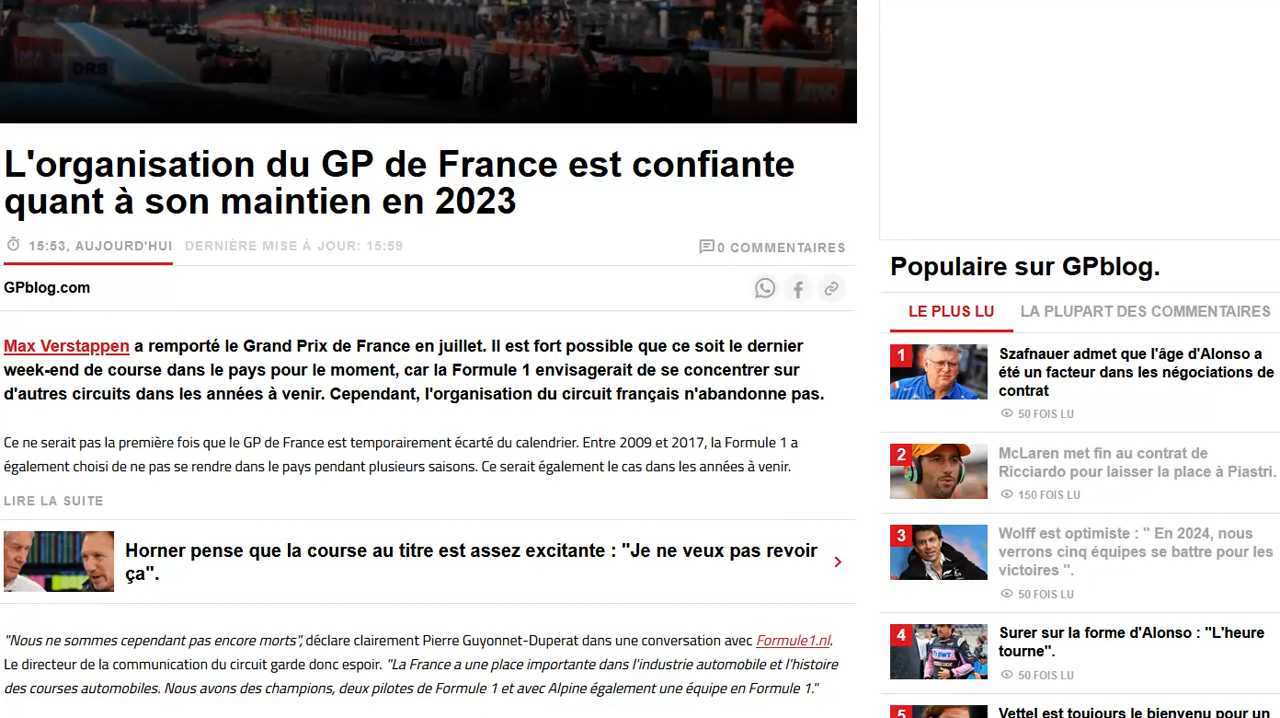 DRS
L'organisation du GP de France est confiante
quant à son maintien en 2023
15:53, AUJOURD'HUI DERNIÈRE MISE À JOUR: 15:59
0 COMMENTAIRES
GPblog.com
Max Verstappen a remporté le Grand Prix de France en juillet. Il est fort possible que ce soit le dernier
week-end de course dans le pays pour le moment, car la Formule 1 envisagerait de se concentrer sur
d'autres circuits dans les années à venir. Cependant, l'organisation du circuit français n'abandonne pas.
Ce ne serait pas la première fois que le GP de France est temporairement écarté du calendrier. Entre 2009 et 2017, la Formule 1 a
également choisi de ne pas se rendre dans le pays pendant plusieurs saisons. Ce serait également le cas dans les années à venir.
LIRE LA SUITE
Horner pense que la course au titre est assez excitante : "Je ne veux pas revoir
ça".
"Nous ne sommes cependant pas encore morts", déclare clairement Pierre Guyonnet-Duperat dans une conversation avec Formule1.nl.
Le directeur de la communication du circuit garde donc espoir. "La France a une place importante dans l'industrie automobile et l'histoire
des courses automobiles. Nous avons des champions, deux pilotes de Formule 1 et avec Alpine également une équipe en Formule 1."
Populaire sur GPblog.
LE PLUS LU LA PLUPART DES COMMENTAIRES
1
Szafnauer admet que l'âge d'Alonso a
été un facteur dans les négociations de
contrat
50 FOIS LU
2
McLaren met fin au contrat de
Ricciardo pour laisser la place à Piastri.
150 FOIS LU
3
Wolff est optimiste : " En 2024, nous
verrons cinq équipes se battre pour les
victoires ".
50 FOIS LU
4
Surer sur la forme d'Alonso : "L'heure
tourne".
50 FOIS LU
5
Vettel est toujours le bienvenu pour un